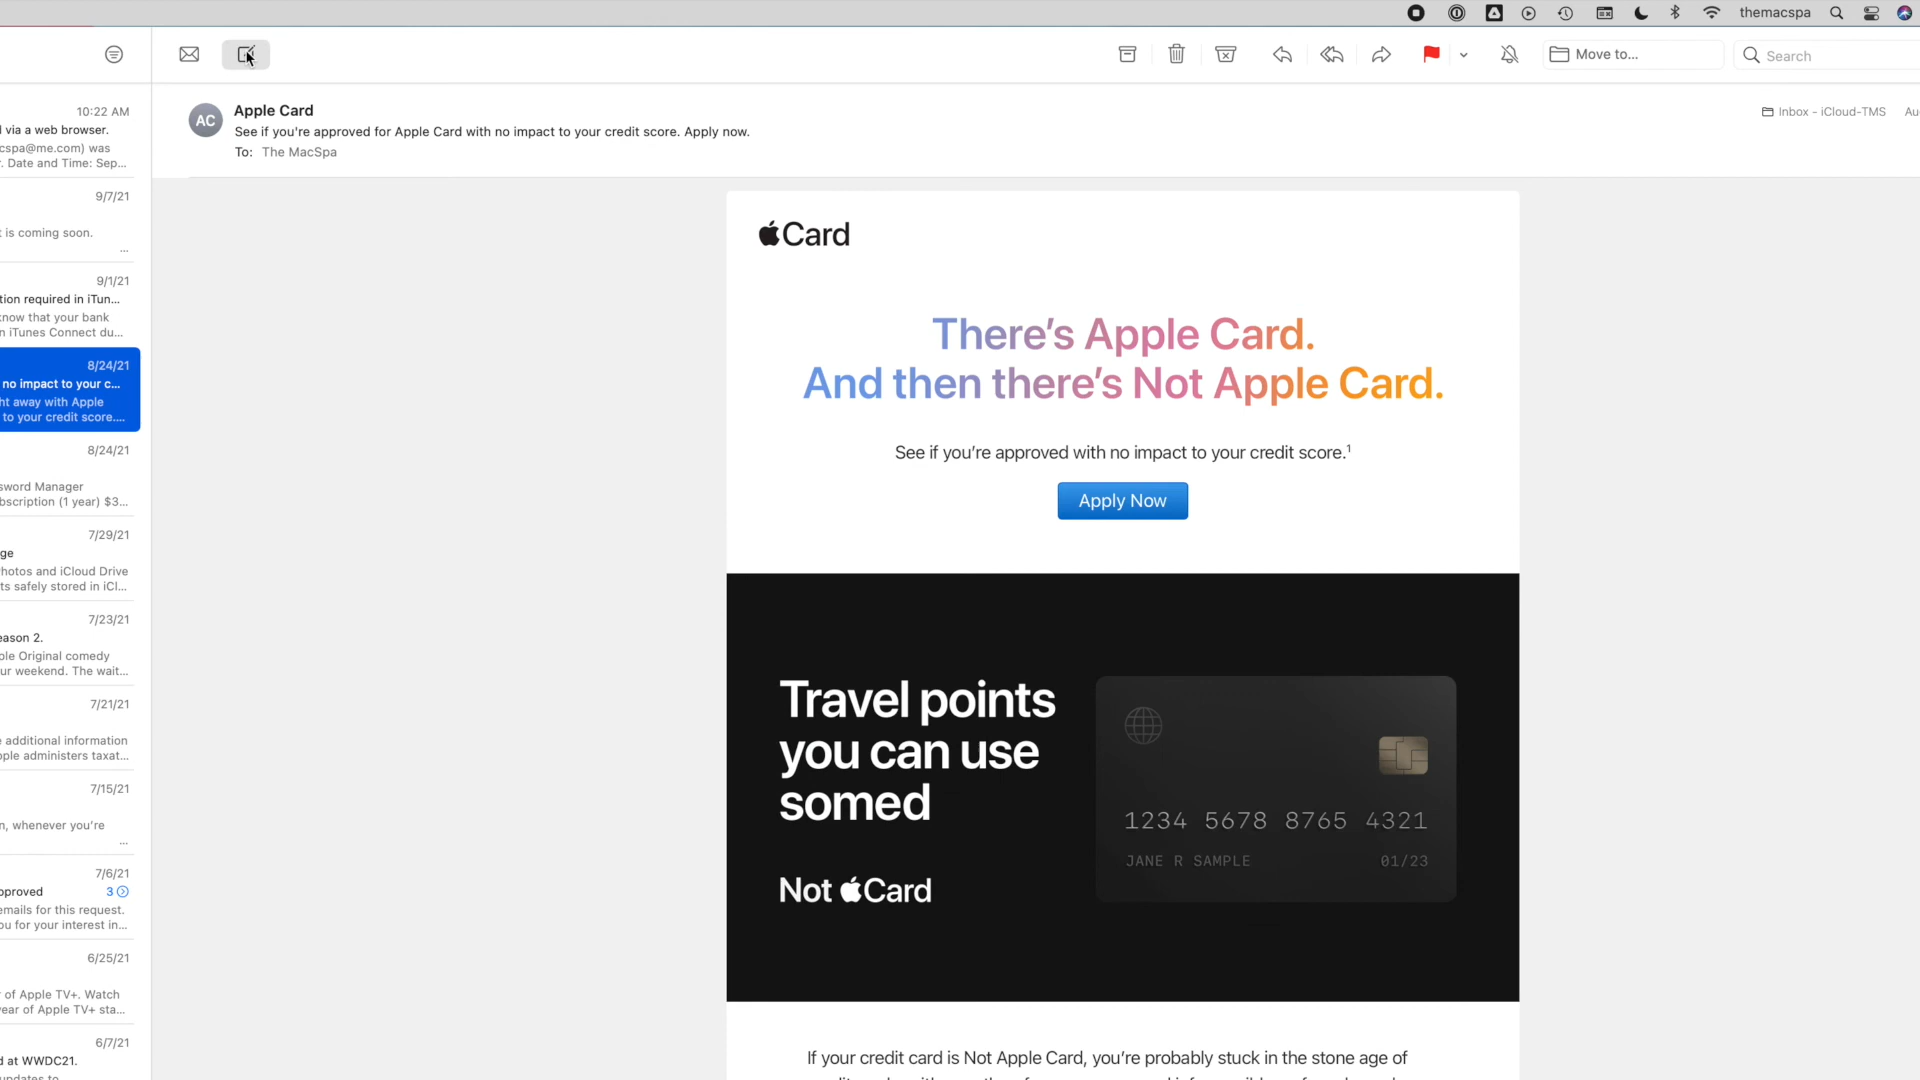 themacspa
Move to...
Search
10:22 AM
via a web browser.
cspa@me.com) was
. Date and Time: Sep...
9/7/21
is coming soon.
...
9/1/21
tion required in iTun...
know that your bank
n iTunes Connect du...
8/24/21
no impact to your c...
ht away with Apple
to your credit score....
8/24/21
sword Manager
bscription (1 year) $3...
7/29/21
ge
hotos and iCloud Drive
ts safely stored in iCl...
7/23/21
eason 2.
ple Original comedy
ur weekend. The wait...
7/21/21
e additional information
pple administers taxat...
7/15/21
n, whenever you're
...
7/6/21
pproved 3
emails for this request.
ou for your interest in...
6/25/21
r of Apple TV+. Watch
year of Apple TV+ sta...
6/7/21
d at WWDC21.
updates to
AC
Apple Card
Inbox - iCloud-TMS Au
See if you're approved for Apple Card with no impact to your credit score. Apply now.
To: The MacSpa
Card
There's Apple Card.
And then there's Not Apple Card.
See if you're approved with no impact to your credit score.¹
Apply Now
Travel points
you can use
somed
Not Card
1234 5678 8765 4321
JANE R SAMPLE 01/23
If your credit card is Not Apple Card, you're probably stuck in the stone age of